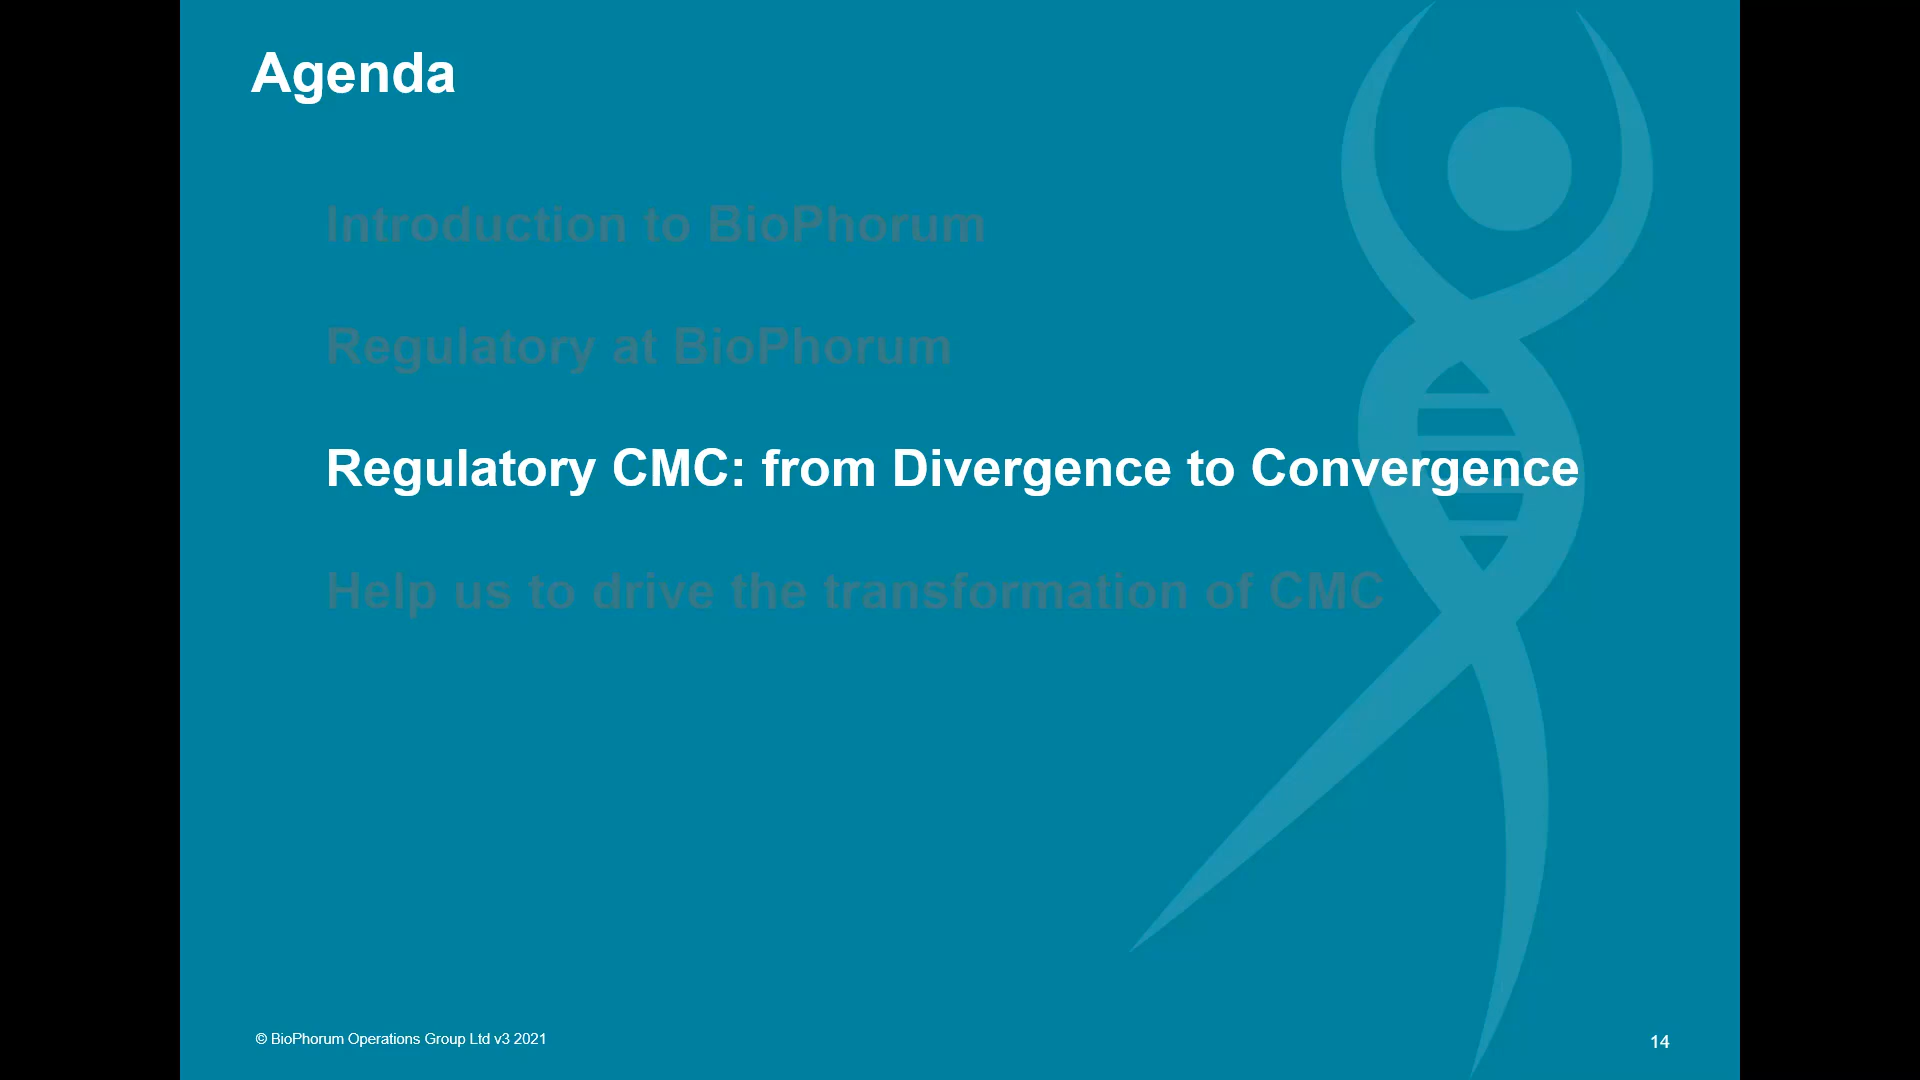 Agenda
Introduction to BioPhorum
Regulatory at BioPhorum
Regulatory CMC: from Divergence to Convergence
Help us to drive the transformation of CMC
© BioPhorum Operations Group Ltd v3 2021
14